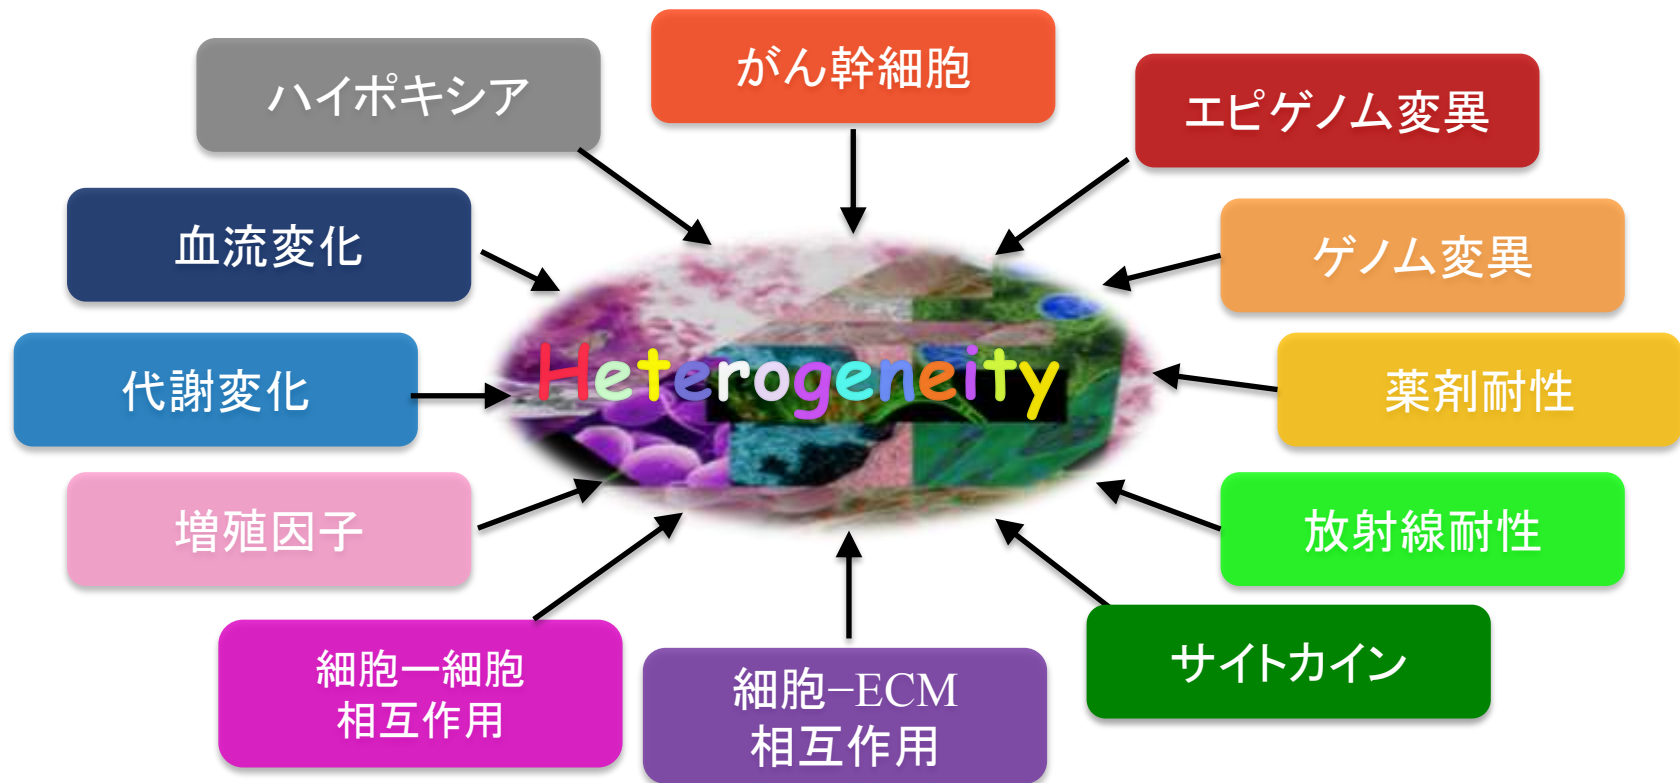 がん幹細胞
ハイポキシア
エピゲノム変異
血流変化
ゲノム変異
Heterogeneity
代謝変化
薬剤耐性
増殖因子
放射線耐性
細胞ー細胞
相互作用
細胞−ECM
相互作用
サイトカイン